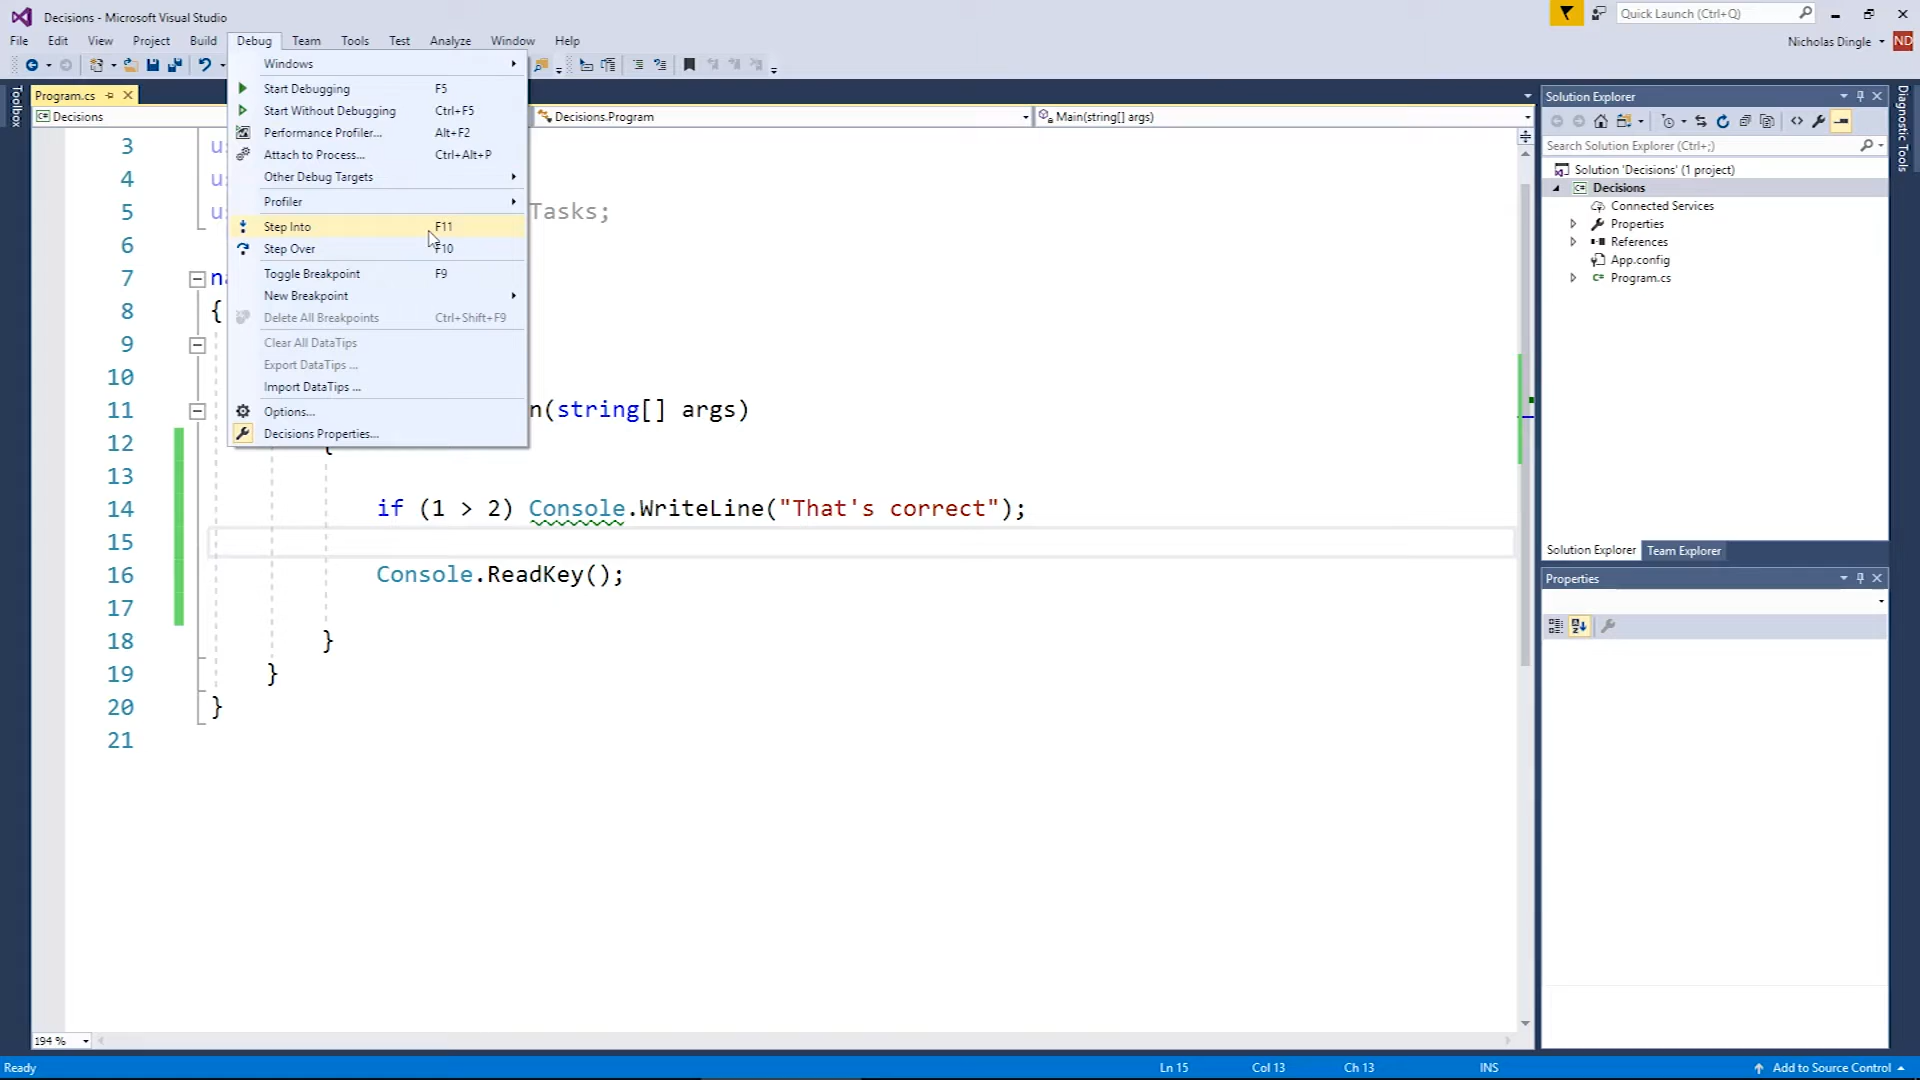 Decisions - Microsoft Visual Studio
Quick Launch (Ctrl+Q)
File Edit View Project Build Debug Team Tools Test Analyze Window Help
Nicholas Dingle ND
Toolbox
Program.cs
Decisions
Decisions.Program
Main(string[] args)
Windows
Start Debugging F5
Start Without Debugging Ctrl+F5
Performance Profiler... Alt+F2
Attach to Process... Ctrl+Alt+P
Other Debug Targets
Profiler
Step Into F11
Step Over F10
Toggle Breakpoint F9
New Breakpoint
Delete All Breakpoints Ctrl+Shift+F9
Clear All DataTips
Export DataTips ...
Import DataTips ...
Options...
Decisions Properties...
3 u
4 u
5 u Tasks;
6
7 na
8 {
9
10
11 n(string[] args)
12 {
13
14 if (1 > 2) Console.WriteLine("That's correct");
15
16 Console.ReadKey();
17
18 }
19 }
20 }
21
Solution Explorer
Search Solution Explorer (Ctrl+;)
Solution 'Decisions' (1 project)
C# Decisions
Connected Services
Properties
References
App.config
C# Program.cs
Solution Explorer Team Explorer
Properties
Diagnostic Tools
194 %
Ready
Ln 15 Col 13 Ch 13 INS
Add to Source Control